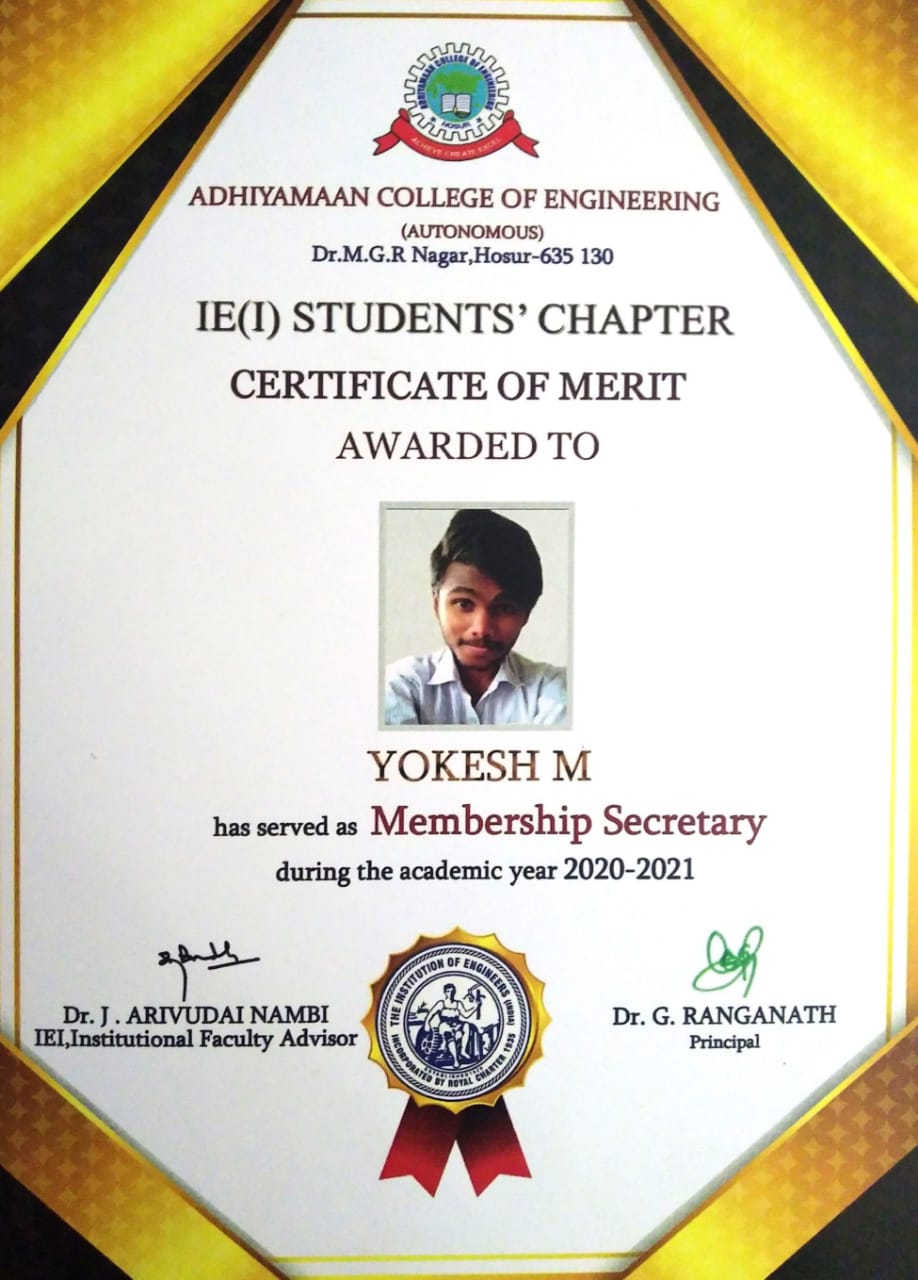 ADHIYAMAAN COLLEGE OF ENGINEERING
HOSUR
ACHIEVE CREATE EXCEL
ADHIYAMAAN COLLEGE OF ENGINEERING
(AUTONOMOUS)
Dr.M.G.R Nagar,Hosur-635 130
IE(I) STUDENTS’ CHAPTER
CERTIFICATE OF MERIT
AWARDED TO
YOKESH M
has served as Membership Secretary
during the academic year 2020-2021
Dr. J . ARIVUDAI NAMBI
IEI,Institutional Faculty Advisor
THE INSTITUTION OF ENGINEERS (INDIA)
INCORPORATED BY ROYAL CHARTER 1935
Dr. G. RANGANATH
Principal